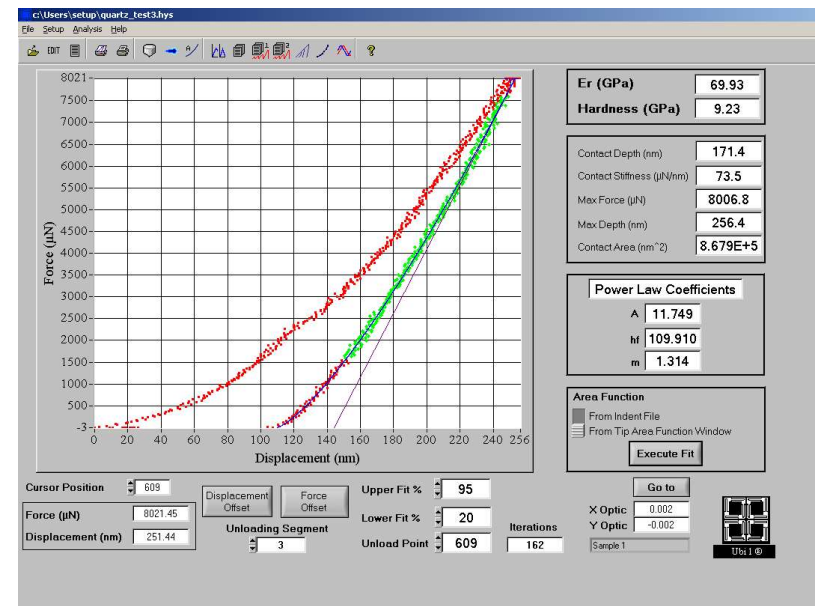 c:\Users\setup\quartz_test3.hys
File Setup Analysis Help
EDIT
8021
7500
7000
6500
6000
5500
5000
4500
4000
3500
3000
2500
2000
1500
1000
500
-3
Force (µN)
0 20 40 60 80 100 120 140 160 180 200 220 240 256
Displacement (nm)
Er (GPa) 69.93
Hardness (GPa) 9.23
Contact Depth (nm) 171.4
Contact Stiffness (µN/nm) 73.5
Max Force (µN) 8006.8
Max Depth (nm) 256.4
Contact Area (nm^2) 8.679E+5
Power Law Coefficients
A 11.749
hf 109.910
m 1.314
Area Function
From Indent File
From Tip Area Function Window
Execute Fit
Cursor Position 609
Force (µN) 8021.45
Displacement (nm) 251.44
Displacement Offset
Force Offset
Unloading Segment
3
Upper Fit % 95
Lower Fit % 20
Unload Point 609
Iterations
162
Go to
X Optic 0.002
Y Optic -0.002
Sample 1
Ubi 1 ®